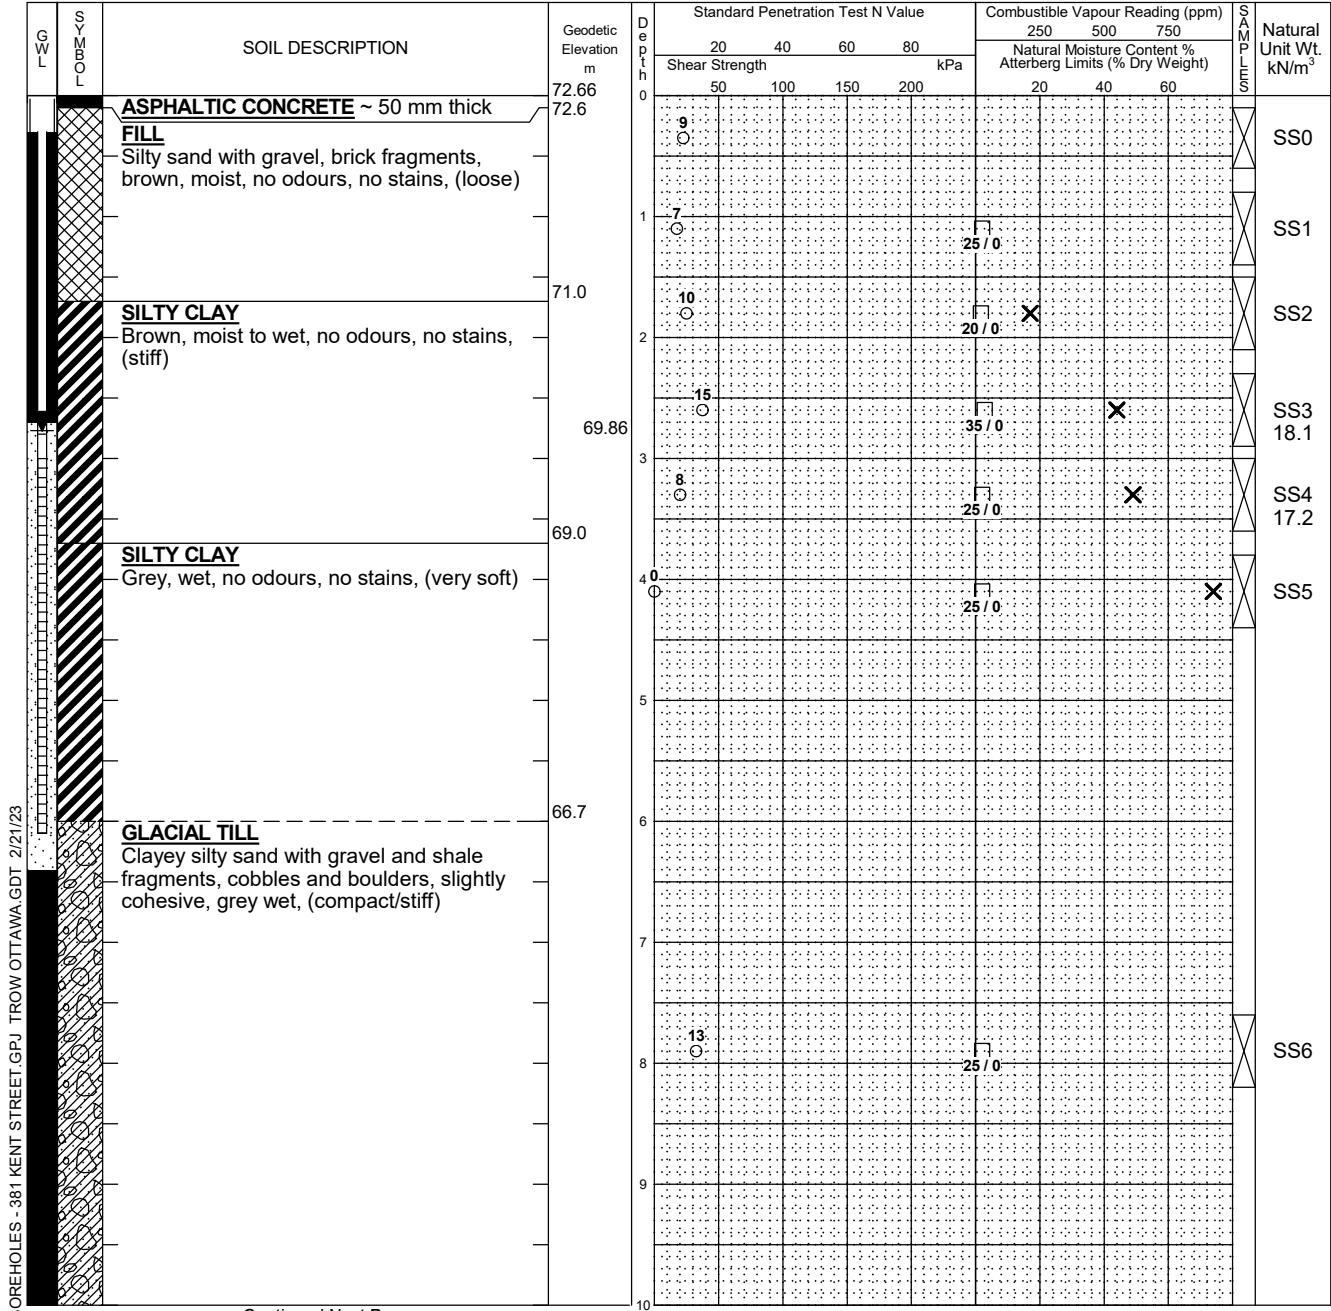 GWL
SYMBOL
SOIL DESCRIPTION
Geodetic
Elevation
m
Depth
Standard Penetration Test N Value
20 40 60 80
Shear Strength kPa
50 100 150 200
Combustible Vapour Reading (ppm)
250 500 750
Natural Moisture Content %
Atterberg Limits (% Dry Weight)
20 40 60
SAMPLES
Natural
Unit Wt.
kN/m³
72.66
0
ASPHALTIC CONCRETE ~ 50 mm thick
72.6
FILL
Silty sand with gravel, brick fragments,
brown, moist, no odours, no stains, (loose)
9
SS0
1
7
25 / 0
SS1
71.0
SILTY CLAY
Brown, moist to wet, no odours, no stains,
(stiff)
10
20 / 0
SS2
2
15
35 / 0
SS3
18.1
69.86
3
8
25 / 0
SS4
17.2
69.0
SILTY CLAY
Grey, wet, no odours, no stains, (very soft)
4
0
25 / 0
SS5
5
66.7
6
GLACIAL TILL
Clayey silty sand with gravel and shale
fragments, cobbles and boulders, slightly
cohesive, grey wet, (compact/stiff)
7
13
25 / 0
SS6
8
9
10
OREHOLES - 381 KENT STREET.GPJ TROW OTTAWA.GDT 2/21/23